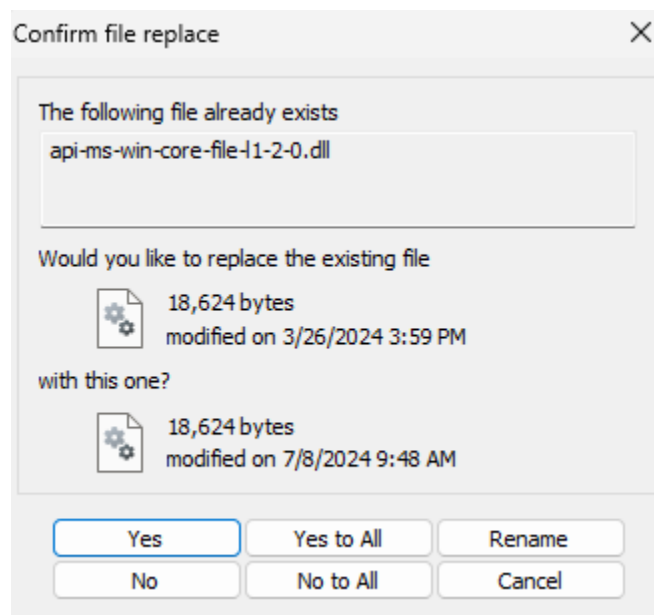 Confirm file replace
The following file already exists
api-ms-win-core-file-l1-2-0.dll
Would you like to replace the existing file
18,624 bytes
modified on 3/26/2024 3:59 PM
with this one?
18,624 bytes
modified on 7/8/2024 9:48 AM
Yes Yes to All Rename
No No to All Cancel